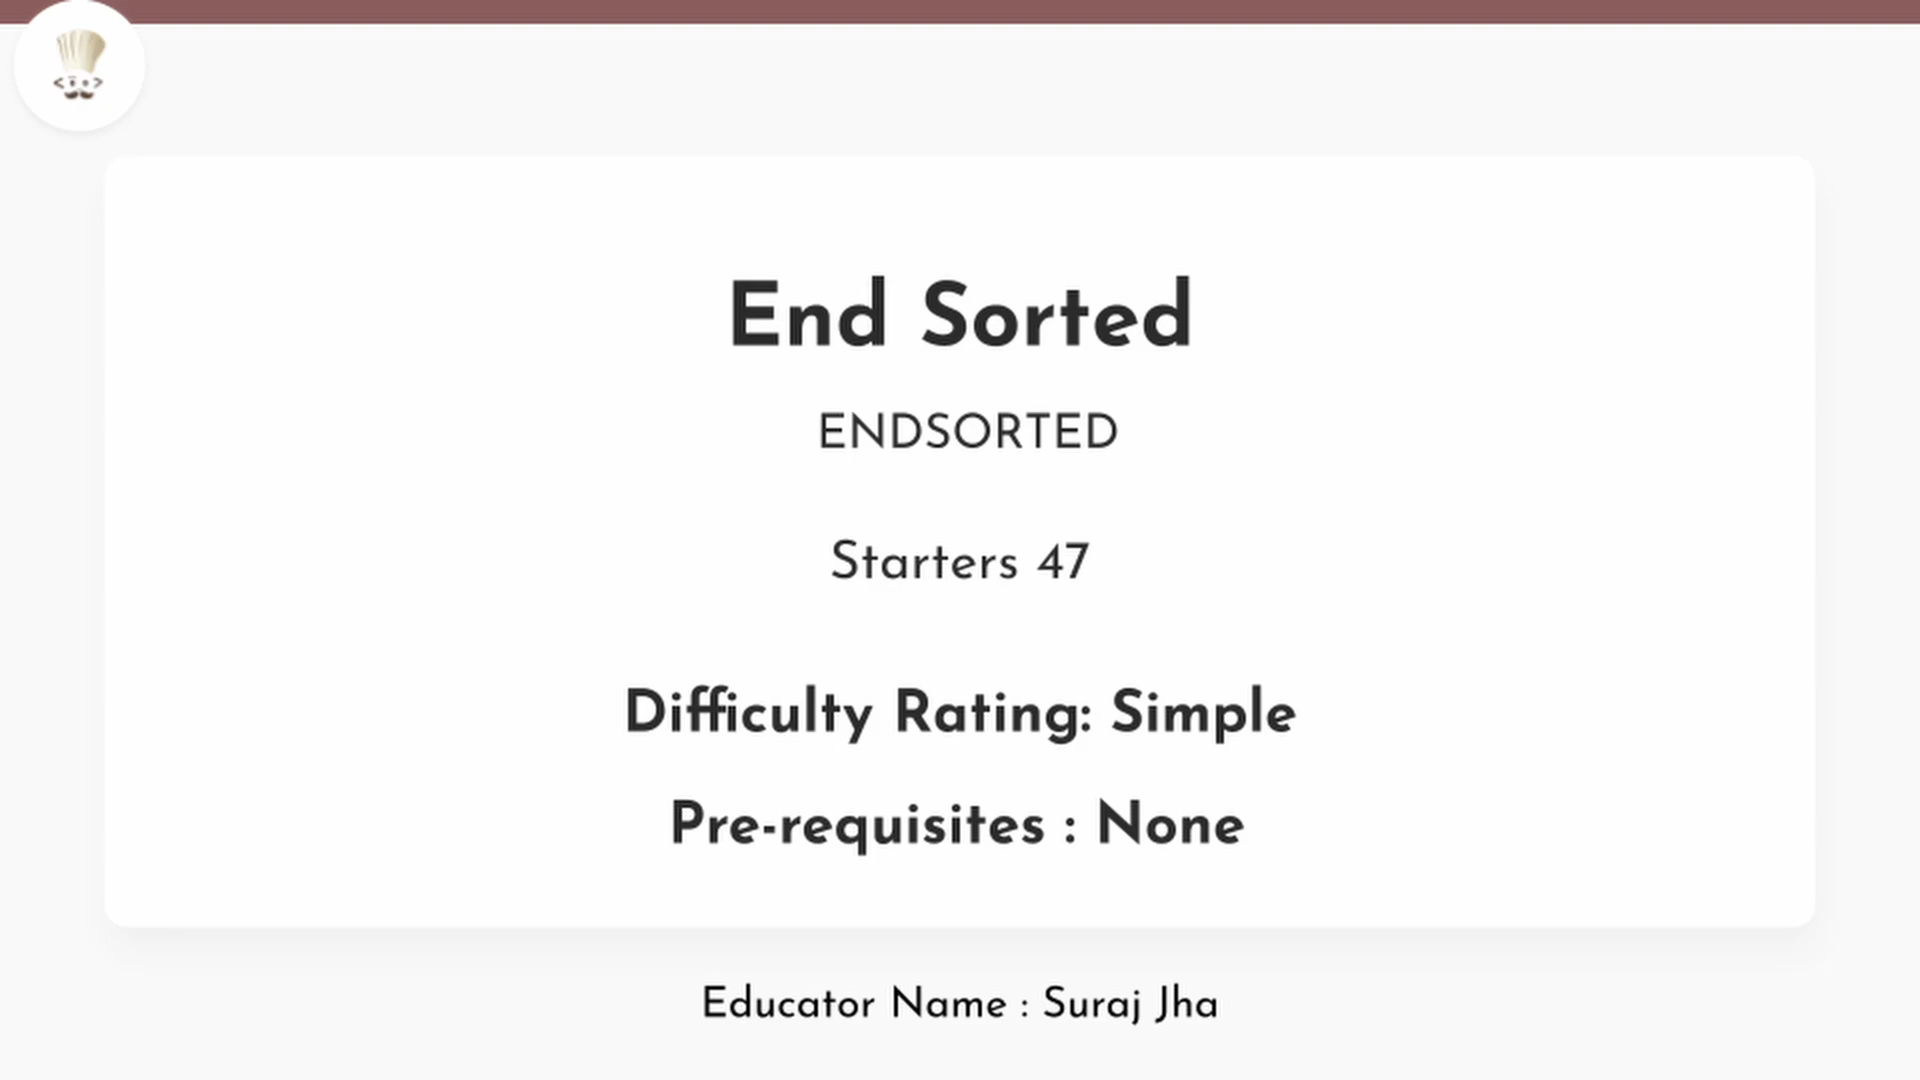 End Sorted
ENDSORTED
Starters 47
Difficulty Rating: Simple
Pre-requisites : None
Educator Name : Suraj Jha